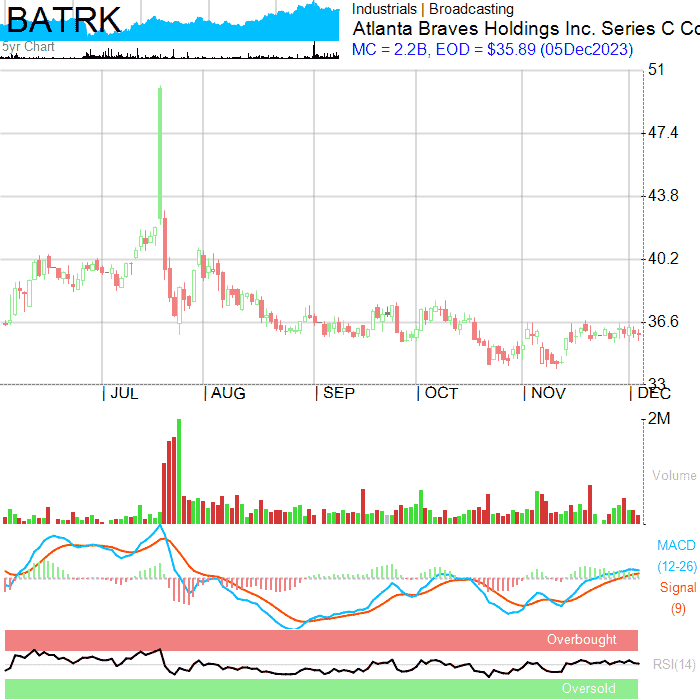 BATRK
5yr Chart
Industrials | Broadcasting
Atlanta Braves Holdings Inc. Series C Co
MC = 2.2B, EOD = $35.89 (05Dec2023)
51
47.4
43.8
40.2
36.6
33
| JUL | AUG | SEP | OCT | NOV | DEC
2M
Volume
MACD
(12-26)
Signal
(9)
Overbought
RSI(14)
Oversold